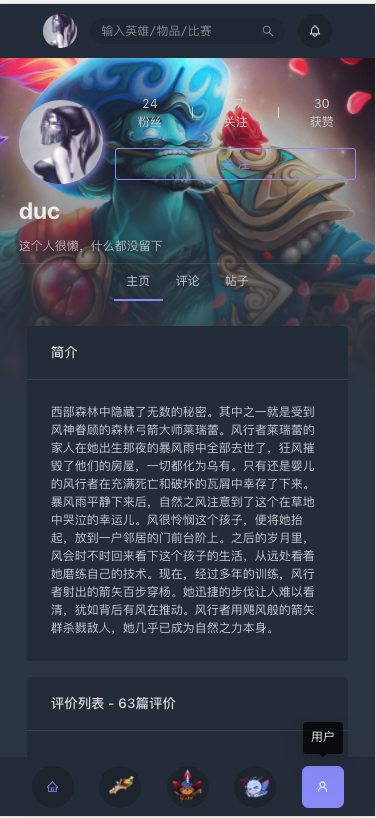 输入英雄/物品/比赛
24
30
粉丝
关注
获赞
关注
duc
这个人很懒，什么都没留下
主页
评论
帖子
简介
西部森林中隐藏了无数的秘密。其中之一就是受到
风神眷顾的森林弓箭大师莱瑞蕾。风行者莱瑞蕾的
家人在她出生那夜的暴风雨中全部去世了，狂风摧
毁了他们的房屋，一切都化为乌有。只有还是婴儿
的风行者在充满死亡和破坏的瓦屑中幸存了下来。
暴风雨平静下来后，自然之风注意到了这个在草地
中哭泣的幸运儿。风很怜悯这个孩子，便将她抬
起，放到一户邻居的门前台阶上。之后的岁月里，
风会时不时回来看下这个孩子的生活，从远处看着
她磨练自己的技术。现在，经过多年的训练，风行
者射出的箭矢百步穿杨。她迅捷的步伐让人难以看
清，犹如背后有风在推动。风行者用飓风般的箭矢
群杀戮敌人，她几乎已成为自然之力本身。
评价列表 - 63篇评价
用户